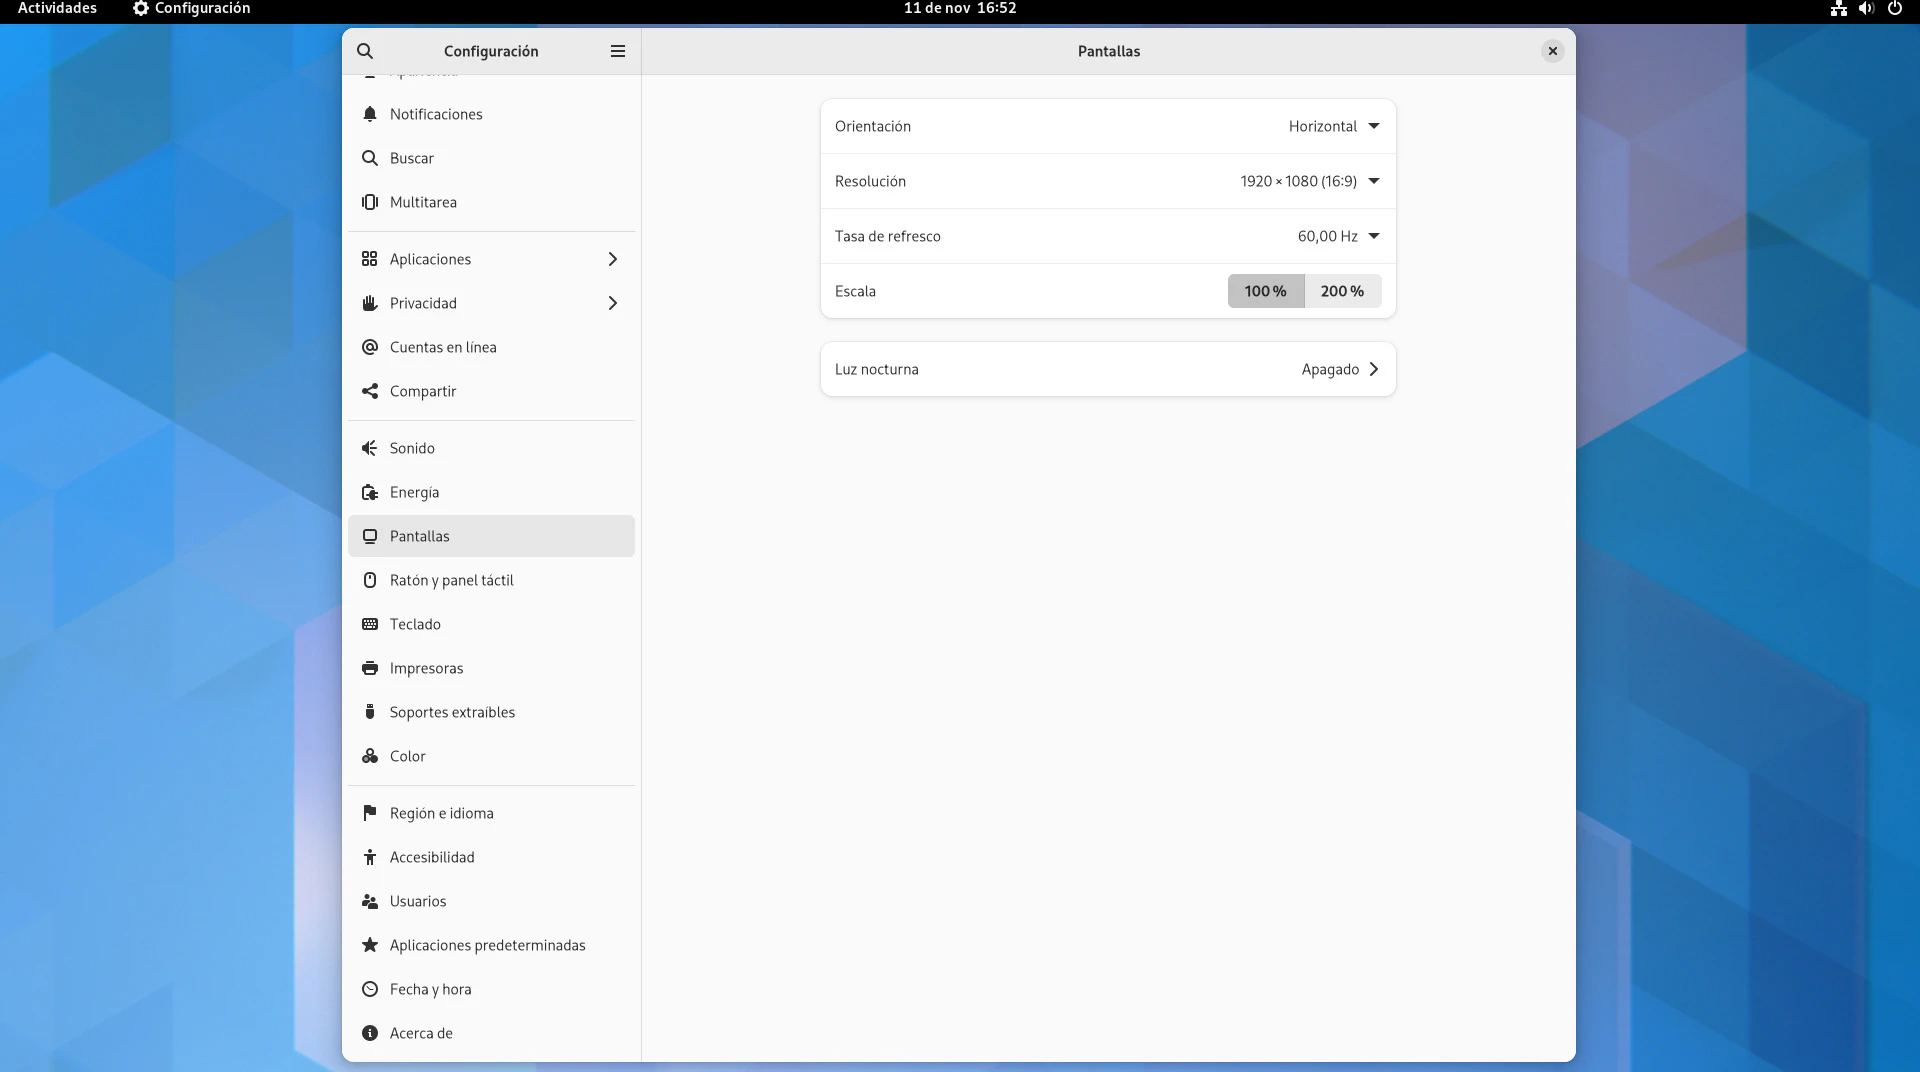 Actividades
Configuración
11 de nov 16:52
Configuración
Pantallas
Notificaciones
Buscar
Multitarea
Aplicaciones
Privacidad
Cuentas en línea
Compartir
Sonido
Energía
Pantallas
Ratón y panel táctil
Teclado
Impresoras
Soportes extraíbles
Color
Región e idioma
Accesibilidad
Usuarios
Aplicaciones predeterminadas
Fecha y hora
Acerca de
Orientación
Horizontal
Resolución
1920 × 1080 (16:9)
Tasa de refresco
60,00 Hz
Escala
100 %
200 %
Luz nocturna
Apagado